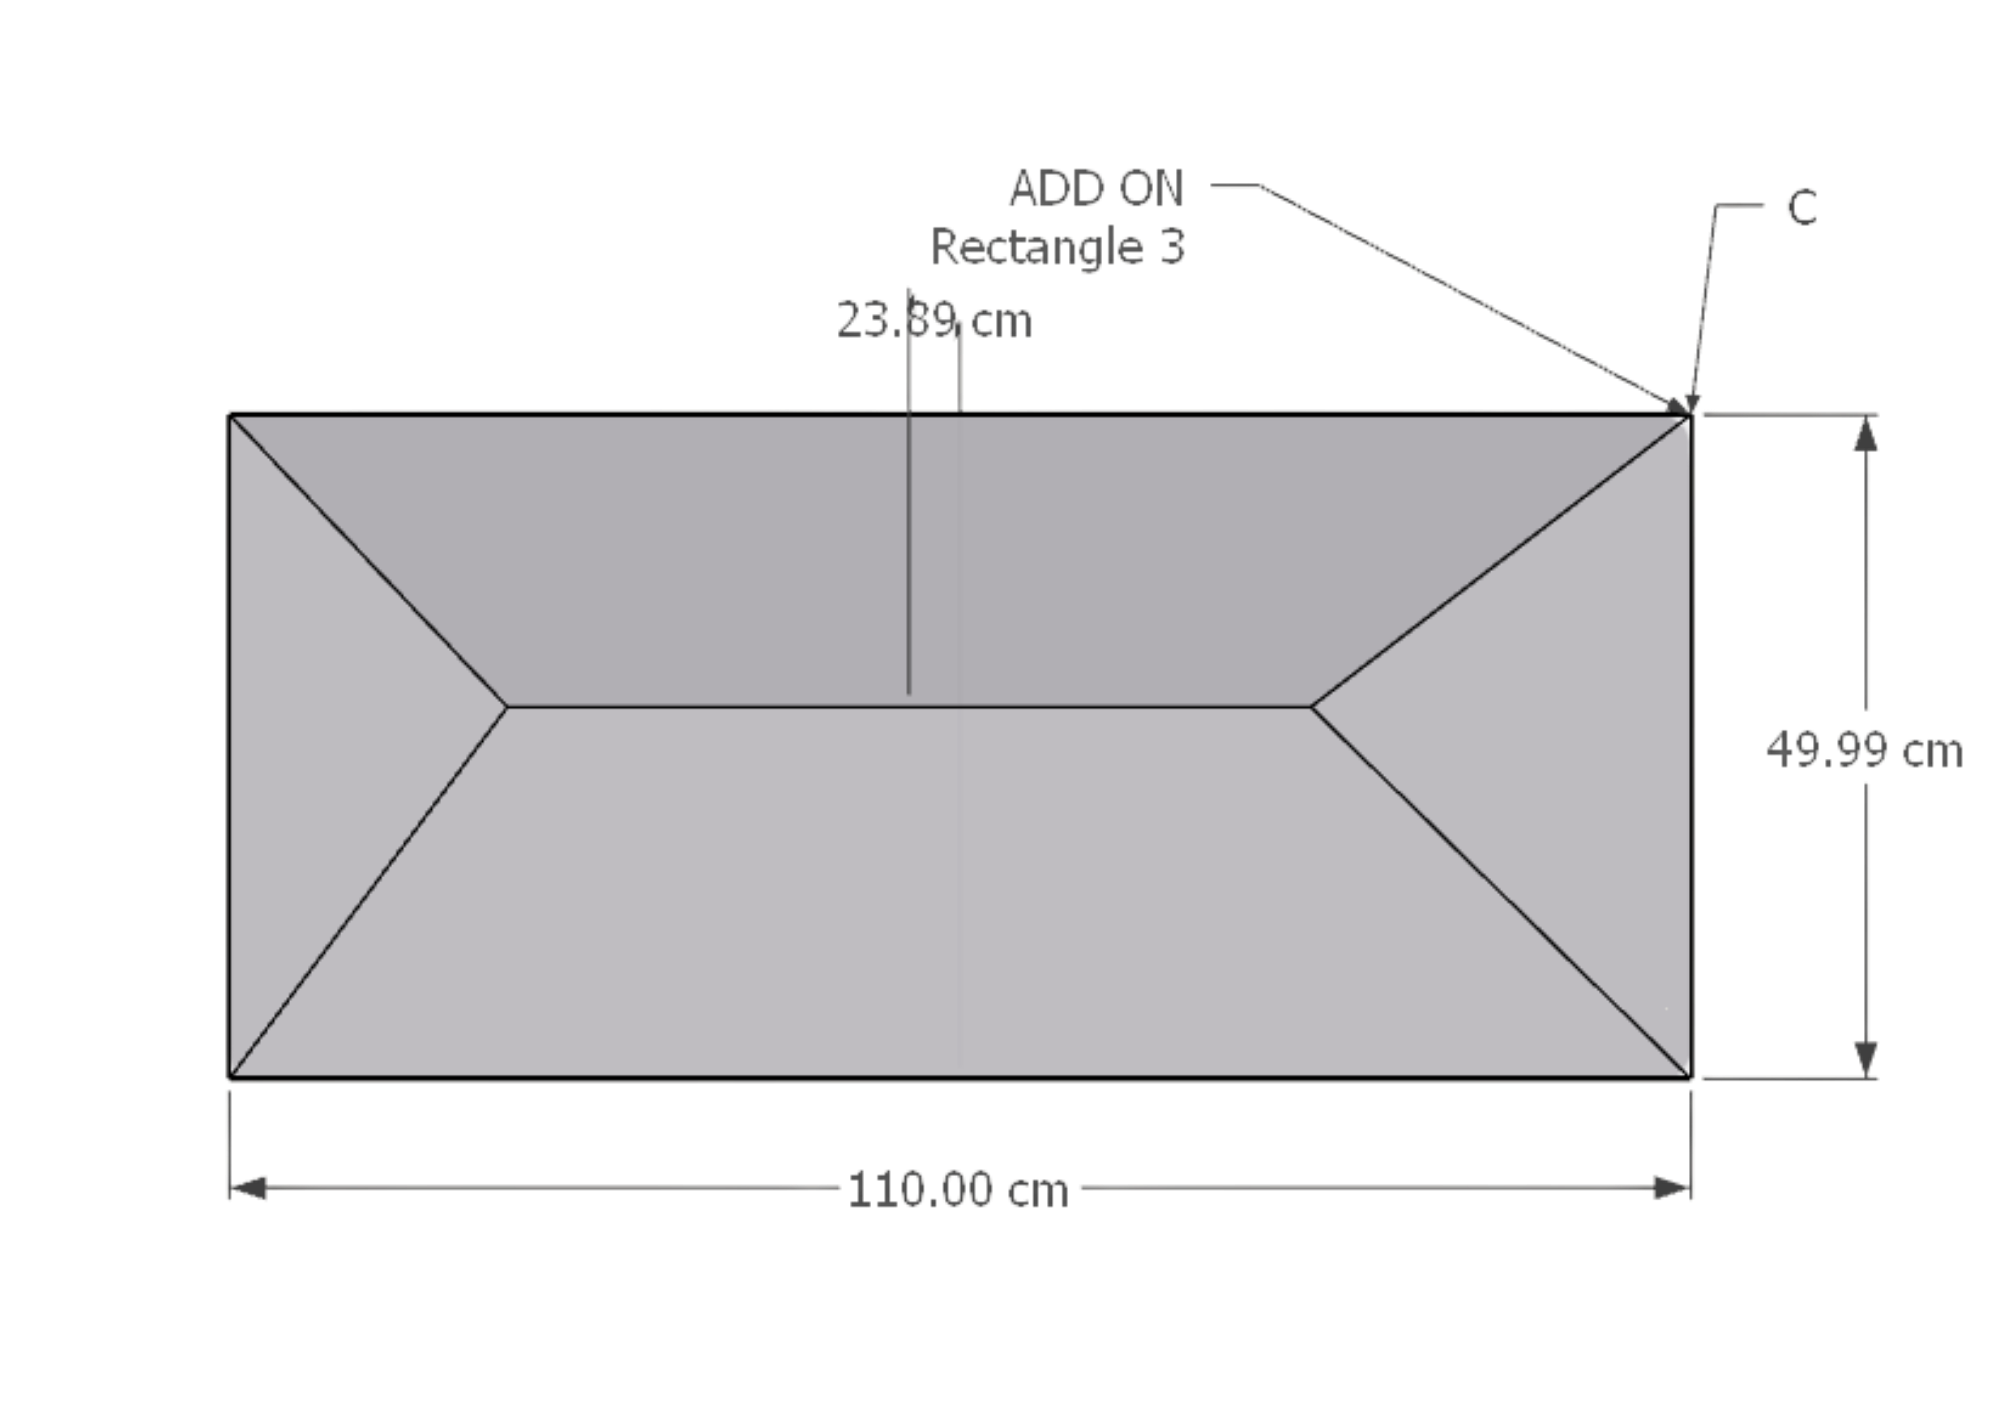 ADD ON
Rectangle 3
C
23.89 cm
49.99 cm
110.00 cm